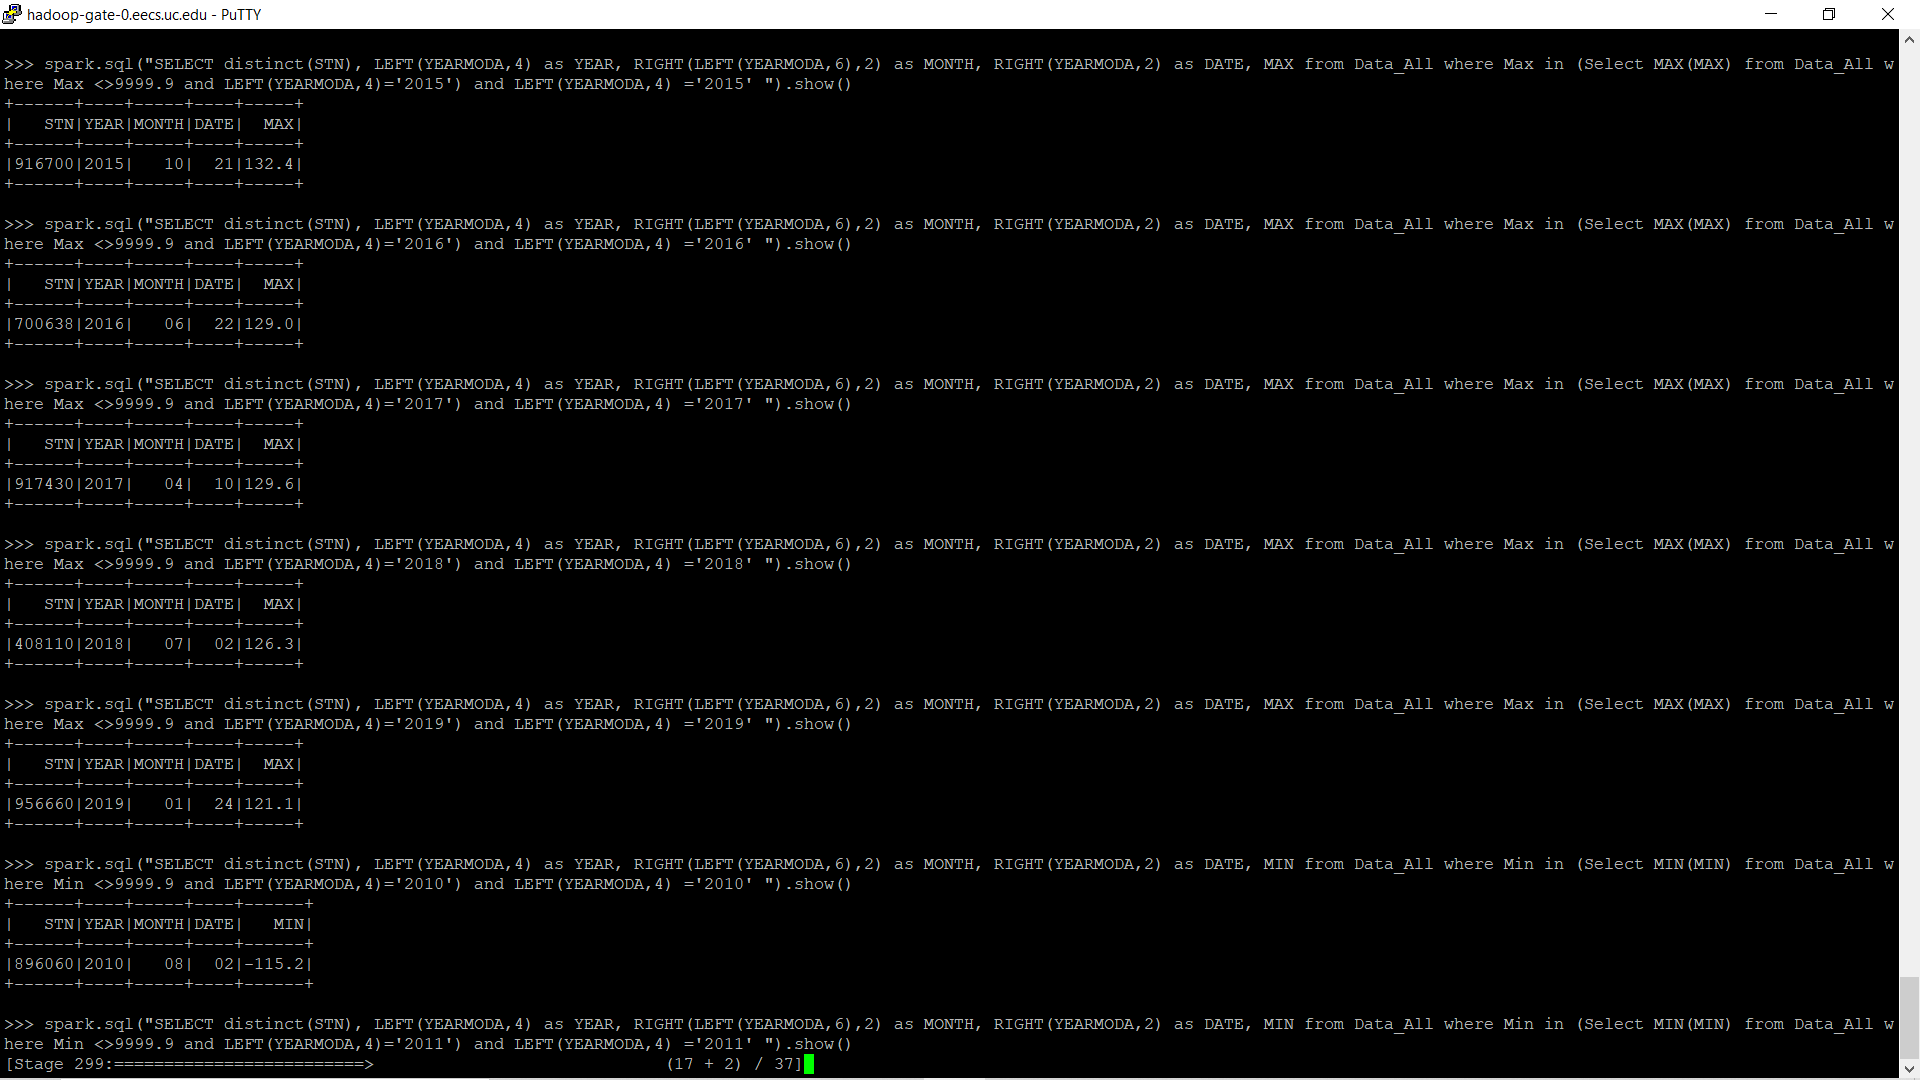 hadoop-gate-0.eecs.uc.edu - PuTTY
>>> spark.sql("SELECT distinct(STN), LEFT(YEARMODA,4) as YEAR, RIGHT(LEFT(YEARMODA,6),2) as MONTH, RIGHT(YEARMODA,2) as DATE, MAX from Data_All where Max in (Select MAX(MAX) from Data_All w
here Max <>9999.9 and LEFT(YEARMODA,4)='2015') and LEFT(YEARMODA,4) ='2015' ").show()
+------+----+-----+----+-----+
|   STN|YEAR|MONTH|DATE|  MAX|
+------+----+-----+----+-----+
|916700|2015|   10|  21|132.4|
+------+----+-----+----+-----+
>>> spark.sql("SELECT distinct(STN), LEFT(YEARMODA,4) as YEAR, RIGHT(LEFT(YEARMODA,6),2) as MONTH, RIGHT(YEARMODA,2) as DATE, MAX from Data_All where Max in (Select MAX(MAX) from Data_All w
here Max <>9999.9 and LEFT(YEARMODA,4)='2016') and LEFT(YEARMODA,4) ='2016' ").show()
+------+----+-----+----+-----+
|   STN|YEAR|MONTH|DATE|  MAX|
+------+----+-----+----+-----+
|700638|2016|   06|  22|129.0|
+------+----+-----+----+-----+
>>> spark.sql("SELECT distinct(STN), LEFT(YEARMODA,4) as YEAR, RIGHT(LEFT(YEARMODA,6),2) as MONTH, RIGHT(YEARMODA,2) as DATE, MAX from Data_All where Max in (Select MAX(MAX) from Data_All w
here Max <>9999.9 and LEFT(YEARMODA,4)='2017') and LEFT(YEARMODA,4) ='2017' ").show()
+------+----+-----+----+-----+
|   STN|YEAR|MONTH|DATE|  MAX|
+------+----+-----+----+-----+
|917430|2017|   04|  10|129.6|
+------+----+-----+----+-----+
>>> spark.sql("SELECT distinct(STN), LEFT(YEARMODA,4) as YEAR, RIGHT(LEFT(YEARMODA,6),2) as MONTH, RIGHT(YEARMODA,2) as DATE, MAX from Data_All where Max in (Select MAX(MAX) from Data_All w
here Max <>9999.9 and LEFT(YEARMODA,4)='2018') and LEFT(YEARMODA,4) ='2018' ").show()
+------+----+-----+----+-----+
|   STN|YEAR|MONTH|DATE|  MAX|
+------+----+-----+----+-----+
|408110|2018|   07|  02|126.3|
+------+----+-----+----+-----+
>>> spark.sql("SELECT distinct(STN), LEFT(YEARMODA,4) as YEAR, RIGHT(LEFT(YEARMODA,6),2) as MONTH, RIGHT(YEARMODA,2) as DATE, MAX from Data_All where Max in (Select MAX(MAX) from Data_All w
here Max <>9999.9 and LEFT(YEARMODA,4)='2019') and LEFT(YEARMODA,4) ='2019' ").show()
+------+----+-----+----+-----+
|   STN|YEAR|MONTH|DATE|  MAX|
+------+----+-----+----+-----+
|956660|2019|   01|  24|121.1|
+------+----+-----+----+-----+
>>> spark.sql("SELECT distinct(STN), LEFT(YEARMODA,4) as YEAR, RIGHT(LEFT(YEARMODA,6),2) as MONTH, RIGHT(YEARMODA,2) as DATE, MIN from Data_All where Min in (Select MIN(MIN) from Data_All w
here Min <>9999.9 and LEFT(YEARMODA,4)='2010') and LEFT(YEARMODA,4) ='2010' ").show()
+------+----+-----+----+------+
|   STN|YEAR|MONTH|DATE|   MIN|
+------+----+-----+----+------+
|896060|2010|   08|  02|-115.2|
+------+----+-----+----+------+
>>> spark.sql("SELECT distinct(STN), LEFT(YEARMODA,4) as YEAR, RIGHT(LEFT(YEARMODA,6),2) as MONTH, RIGHT(YEARMODA,2) as DATE, MIN from Data_All where Min in (Select MIN(MIN) from Data_All w
here Min <>9999.9 and LEFT(YEARMODA,4)='2011') and LEFT(YEARMODA,4) ='2011' ").show()
[Stage 299:=========================>                             (17 + 2) / 37]